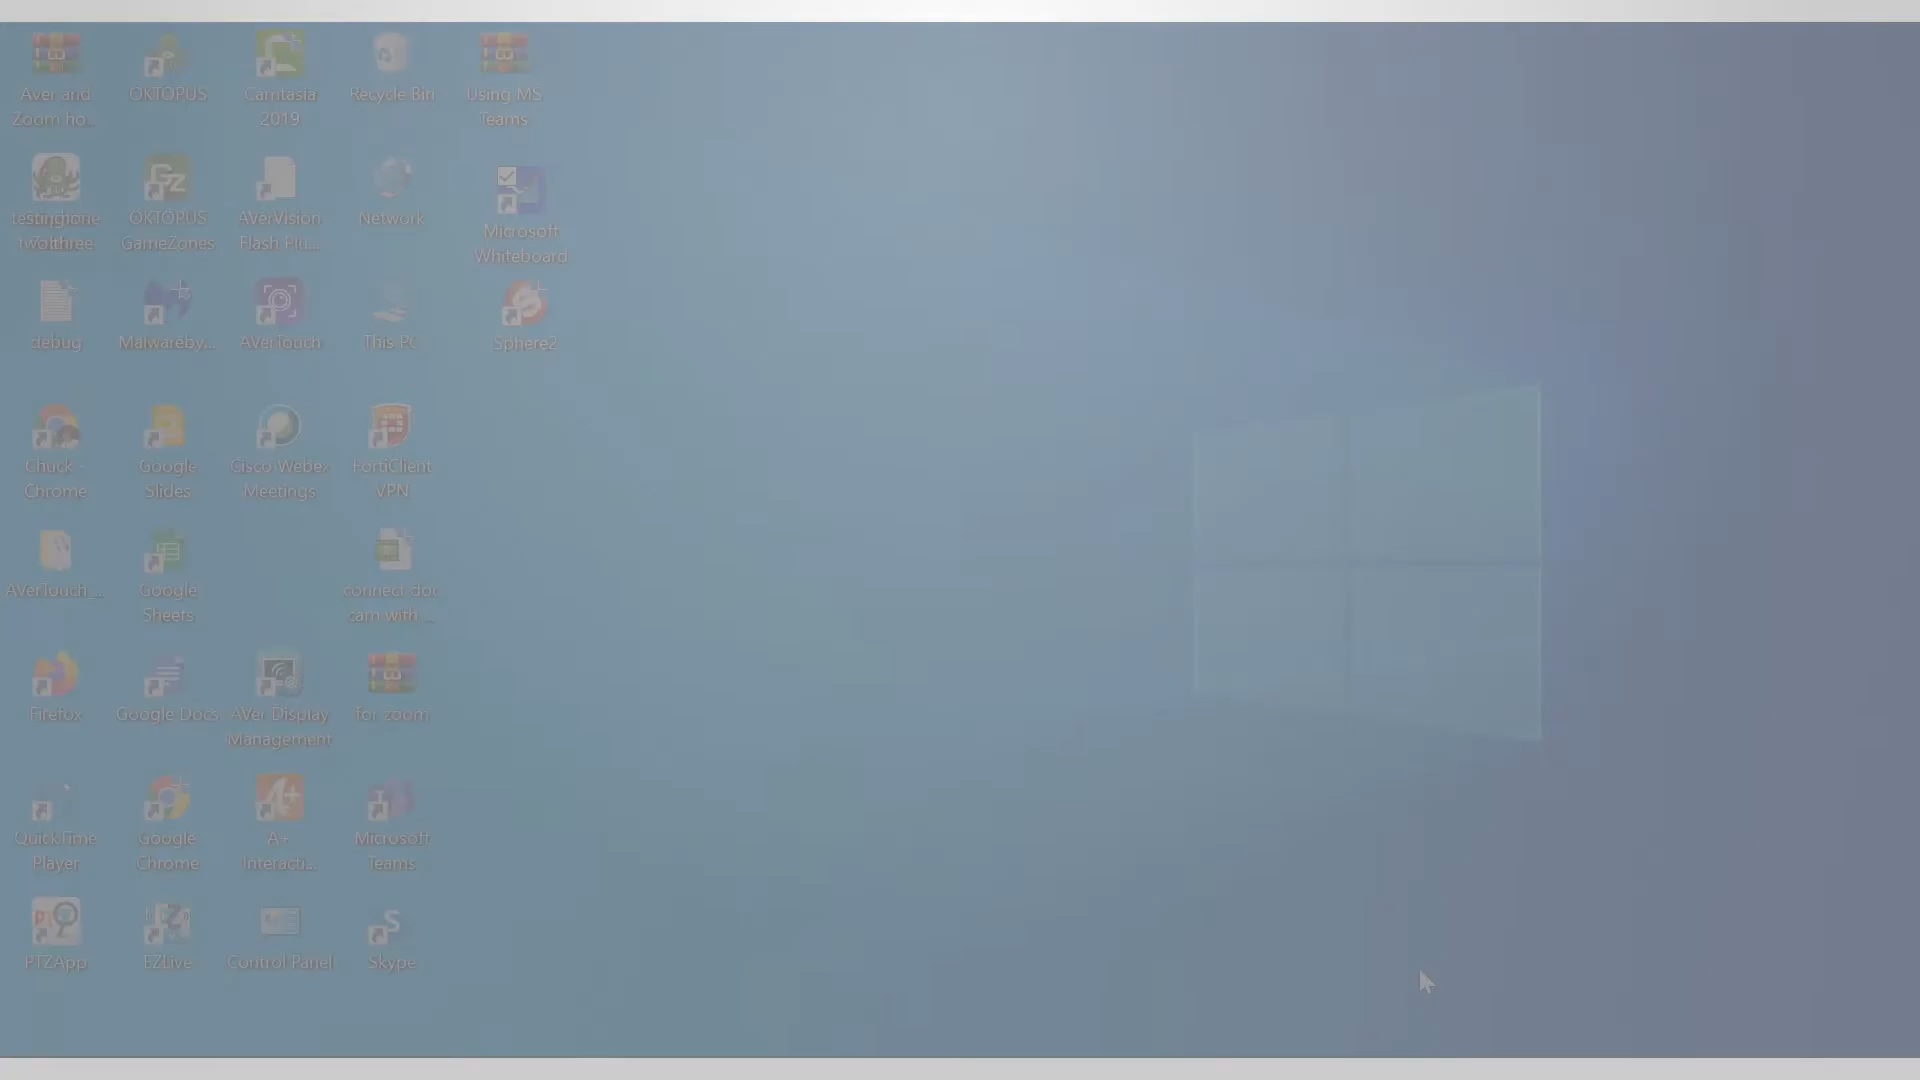 Aver and
Zoom ho...
OKTOPUS
Camtasia
2019
Recycle Bin
Using MS
Teams
OKTOPUS
GameZones
AVerVision
Flash Plu...
Network
Microsoft
Whiteboard
debug
Malwareby...
AVerTouch
This PC
Sphere2
Chuck -
Chrome
Google
Slides
Cisco Webex
Meetings
FortiClient
VPN
AVerTouch_...
Google
Sheets
connect doc
cam with ...
Firefox
Google Docs
AVer Display
Management
for zoom
QuickTime
Player
Google
Chrome
A+
Interacti...
Microsoft
Teams
PTZApp
EZLive
Control Panel
Skype